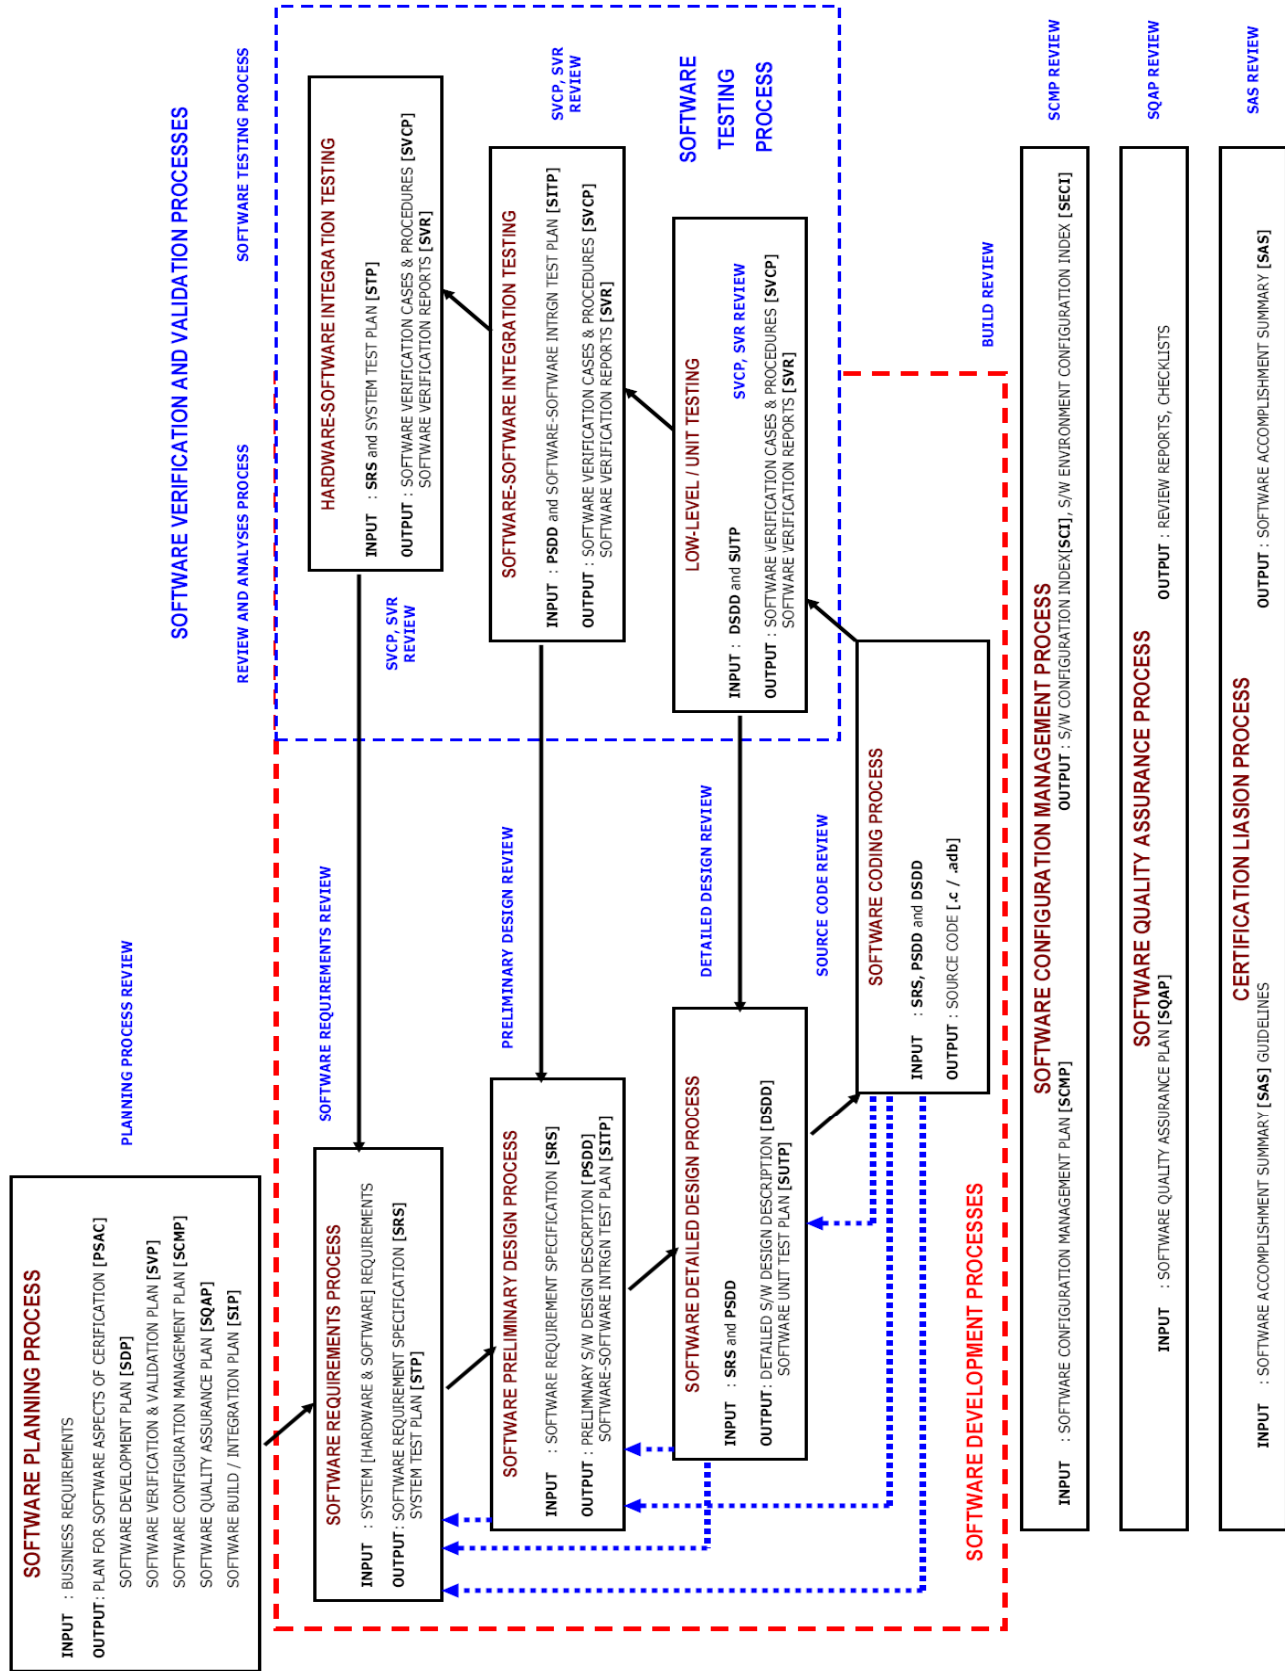 SOFTWARE PLANNING PROCESS
INPUT : BUSINESS REQUIREMENTS
OUTPUT : PLAN FOR SOFTWARE ASPECTS OF CERIFICATION [PSAC]
SOFTWARE DEVELOPMENT PLAN [SDP]
SOFTWARE VERIFICATION & VALIDATION PLAN [SVP]
SOFTWARE CONFIGURATION MANAGEMENT PLAN [SCMP]
SOFTWARE QUALITY ASSURANCE PLAN [SQAP]
SOFTWARE BUILD / INTEGRATION PLAN [SIP]
PLANNING PROCESS REVIEW
SOFTWARE VERIFICATION AND VALIDATION PROCESSES
REVIEW AND ANALYSES PROCESS
SOFTWARE TESTING PROCESS
SOFTWARE REQUIREMENTS PROCESS
INPUT : SYSTEM [HARDWARE & SOFTWARE] REQUIREMENTS
OUTPUT : SOFTWARE REQUIREMENT SPECIFICATION [SRS]
SYSTEM TEST PLAN [STP]
SOFTWARE REQUIREMENTS REVIEW
SVCP, SVR
REVIEW
HARDWARE-SOFTWARE INTEGRATION TESTING
INPUT : SRS and SYSTEM TEST PLAN [STP]
OUTPUT : SOFTWARE VERIFICATION CASES & PROCEDURES [SVCP]
SOFTWARE VERIFICATION REPORTS [SVR]
SOFTWARE PRELIMINARY DESIGN PROCESS
INPUT : SOFTWARE REQUIREMENT SPECIFICATION [SRS]
OUTPUT : PRELIMNARY S/W DESIGN DESCRPTION [PSDD]
SOFTWARE-SOFTWARE INTRGN TEST PLAN [SITP]
PRELIMINARY DESIGN REVIEW
SOFTWARE-SOFTWARE INTEGRATION TESTING
INPUT : PSDD and SOFTWARE-SOFTWARE INTRGN TEST PLAN [SITP]
OUTPUT : SOFTWARE VERIFICATION CASES & PROCEDURES [SVCP]
SOFTWARE VERIFICATION REPORTS [SVR]
SVCP, SVR
REVIEW
SOFTWARE DETAILED DESIGN PROCESS
INPUT : SRS and PSDD
OUTPUT : DETAILED S/W DESIGN DESCRIPTION [DSDD]
SOFTWARE UNIT TEST PLAN [SUTP]
DETAILED DESIGN REVIEW
LOW-LEVEL / UNIT TESTING
INPUT : DSDD and SUTP
SVCP, SVR REVIEW
OUTPUT : SOFTWARE VERIFICATION CASES & PROCEDURES [SVCP]
SOFTWARE VERIFICATION REPORTS [SVR]
SOFTWARE
TESTING
PROCESS
SOURCE CODE REVIEW
SOFTWARE CODING PROCESS
INPUT : SRS, PSDD and DSDD
OUTPUT : SOURCE CODE [.c / .adb]
SOFTWARE DEVELOPMENT PROCESSES
BUILD REVIEW
SOFTWARE CONFIGURATION MANAGEMENT PROCESS
INPUT : SOFTWARE CONFIGURATION MANAGEMENT PLAN [SCMP]
OUTPUT : S/W CONFIGURATION INDEX[SCI], S/W ENVIRONMENT CONFIGURATION INDEX [SECI]
SCMP REVIEW
SOFTWARE QUALITY ASSURANCE PROCESS
INPUT : SOFTWARE QUALITY ASSURANCE PLAN [SQAP]
OUTPUT : REVIEW REPORTS, CHECKLISTS
SQAP REVIEW
CERTIFICATION LIASION PROCESS
INPUT : SOFTWARE ACCOMPLISHMENT SUMMARY [SAS] GUIDELINES
OUTPUT : SOFTWARE ACCOMPLISHMENT SUMMARY [SAS]
SAS REVIEW